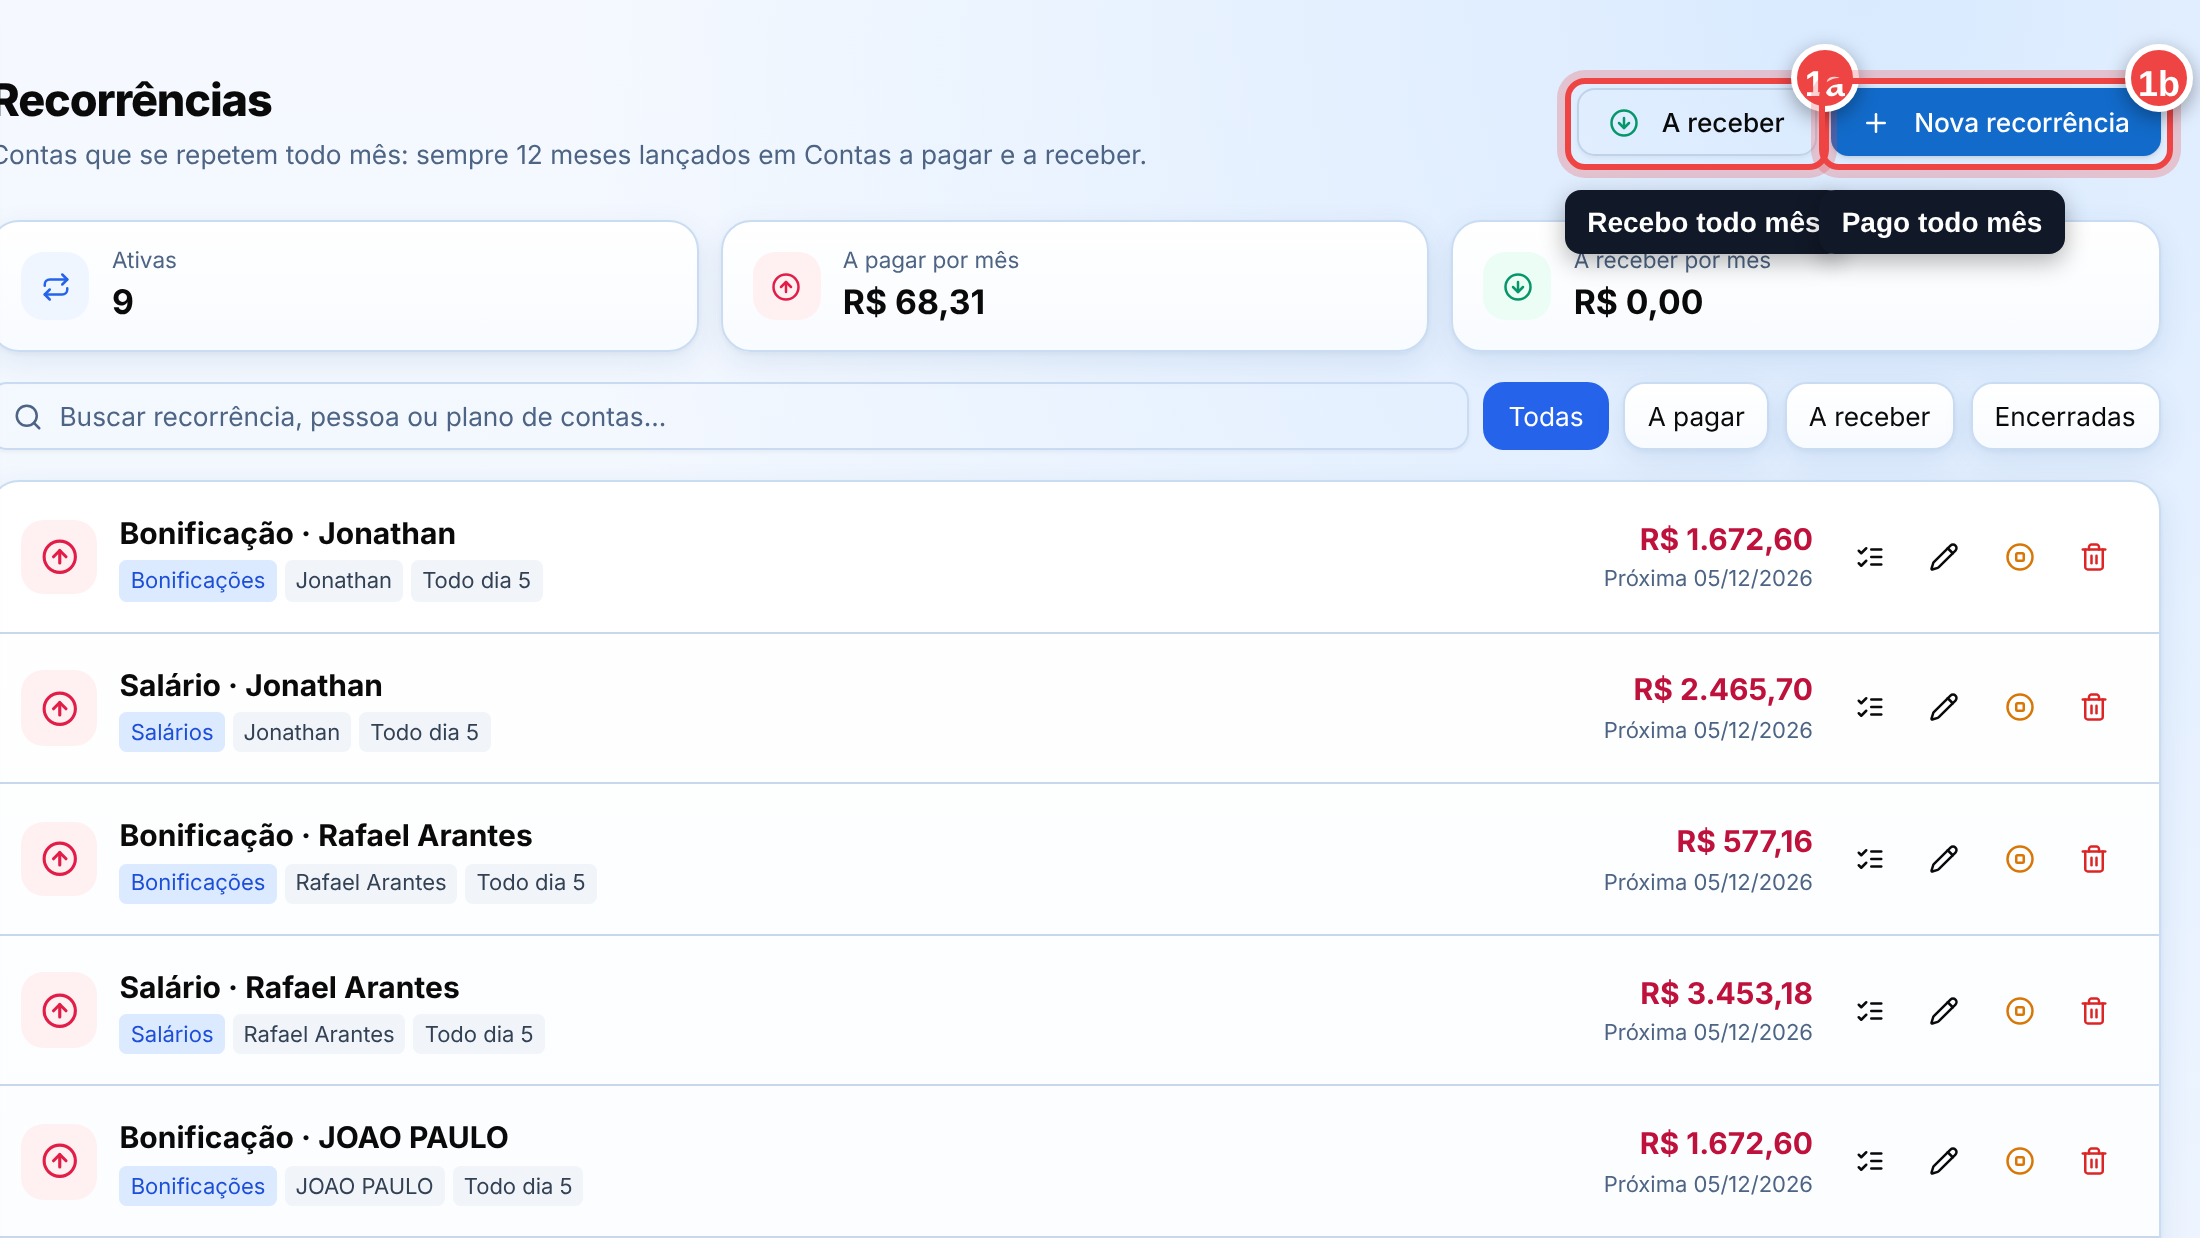 Recorrências
Contas que se repetem todo mês: sempre 12 meses lançados em Contas a pagar e a receber.
A receber
1a
Nova recorrência
1b
Recebo todo mês
Pago todo mês
Ativas
9
A pagar por mês
R$ 68,31
A receber por mês
R$ 0,00
Buscar recorrência, pessoa ou plano de contas...
Todas
A pagar
A receber
Encerradas
Bonificação · Jonathan
Bonificações Jonathan Todo dia 5
R$ 1.672,60
Próxima 05/12/2026
Salário · Jonathan
Salários Jonathan Todo dia 5
R$ 2.465,70
Próxima 05/12/2026
Bonificação · Rafael Arantes
Bonificações Rafael Arantes Todo dia 5
R$ 577,16
Próxima 05/12/2026
Salário · Rafael Arantes
Salários Rafael Arantes Todo dia 5
R$ 3.453,18
Próxima 05/12/2026
Bonificação · JOAO PAULO
Bonificações JOAO PAULO Todo dia 5
R$ 1.672,60
Próxima 05/12/2026